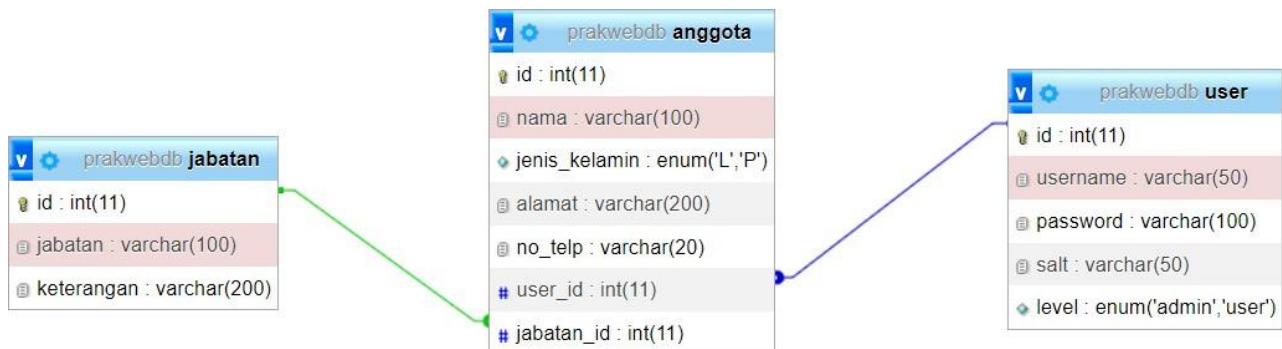 prakwebdb jabatan
id : int(11)
jabatan : varchar(100)
keterangan : varchar(200)
prakwebdb anggota
id : int(11)
nama : varchar(100)
jenis_kelamin : enum('L','P')
alamat : varchar(200)
no_telp : varchar(20)
# user_id : int(11)
# jabatan_id : int(11)
prakwebdb user
id : int(11)
username : varchar(50)
password : varchar(100)
salt : varchar(50)
level : enum('admin','user')